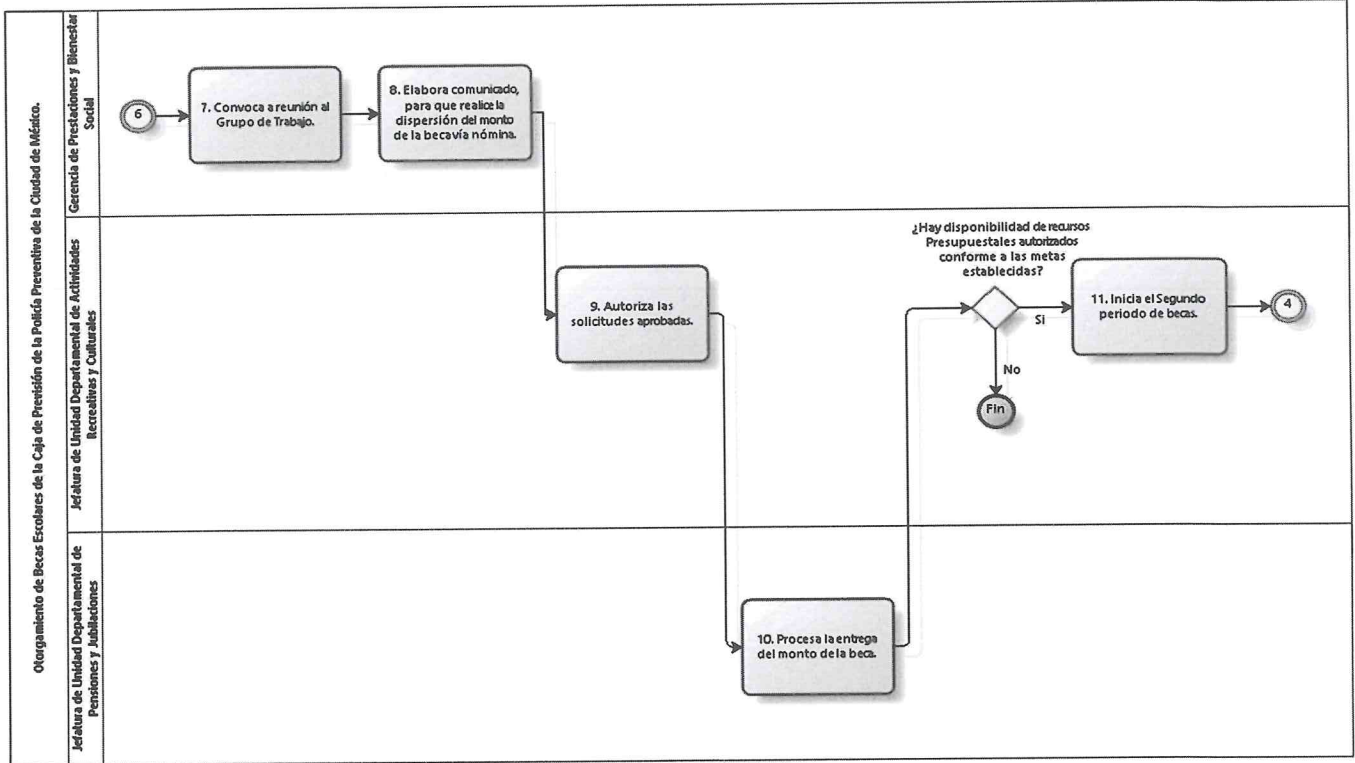 Otorgamiento de Becas Escolares de la Caja de Previsión de la Policía Preventiva de la Ciudad de México.
Gerencia de Prestaciones y Bienestar
Social
6
7. Convoca a reunión al
Grupo de Trabajo.
8. Elabora comunicado,
para que realice la
dispersión del monto
de la becavía nómina.
Jefatura de Unidad Departamental de Actividades
Recreativas y Culturales
9. Autoriza las
solicitudes aprobadas.
¿Hay disponibilidad de recursos
Presupuestales autorizados
conforme a las metas
establecidas?
Si
No
Fin
11. Inicia el Segundo
periodo de becas.
4
Jefatura de Unidad Departamental de
Pensiones y Jubilaciones
10. Procesa la entrega
del monto de la beca.